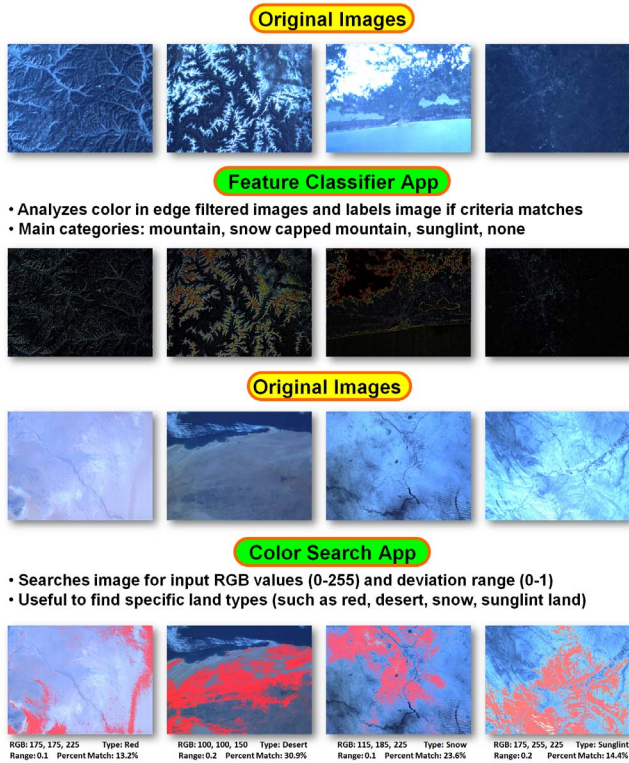 Original Images
Feature Classifier App
• Analyzes color in edge filtered images and labels image if criteria matches
• Main categories: mountain, snow capped mountain, sunglint, none
Original Images
Color Search App
• Searches image for input RGB values (0-255) and deviation range (0-1)
• Useful to find specific land types (such as red, desert, snow, sunglint land)
RGB: 175, 175, 225 Type: Red
Range: 0.1 Percent Match: 13.2%
RGB: 100, 100, 150 Type: Desert
Range: 0.2 Percent Match: 30.9%
RGB: 115, 185, 225 Type: Snow
Range: 0.1 Percent Match: 23.6%
RGB: 175, 255, 225 Type: Sunglint
Range: 0.2 Percent Match: 14.4%